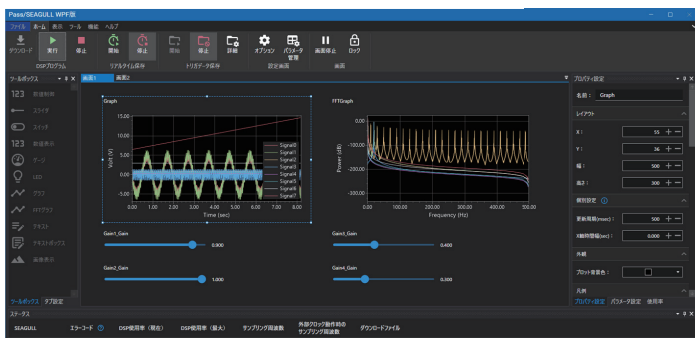 Pass/SEAGULL WPF版
ファイル ホーム 表示 ツール 機能 ヘルプ
ダウンロード 実行 停止 開始 停止 開始 停止 詳細 オプション パラメータ管理 画面停止 ロック
DSPプログラム リアルタイム保存 トリガデータ保存 設定画面 画面
ツールボックス
画面1 画面2
プロパティ設定
123 数値制御
スライダ
スイッチ
123 数値表示
ゲージ
LED
グラフ
FFTグラフ
テキスト
テキストボックス
画像表示
ツールボックス タブ設定
Graph
15.00
10.00
5.00
0.00
-5.00
Volt (V)
0.00 1.00 2.00 3.00 4.00 5.00 6.00 7.00 8.00
Time (sec)
Signal0
Signal1
Signal2
Signal3
Signal4
Signal5
Signal6
Signal7
FFTGraph
0.00
-100.00
-200.00
-300.00
Power (dB)
0.00 100.00 200.00 300.00 400.00 500.00
Frequency (Hz)
Gain1_Gain
0.900
Gain3_Gain
0.400
Gain2_Gain
1.000
Gain4_Gain
0.300
名前： Graph
レイアウト
X： 55
Y： 36
幅： 500
高さ： 300
個別設定
更新周期(msec)： 500
X軸時間幅(sec)： 0.000
外観
プロット背景色：
凡例
プロパティ設定 パラメータ設定 使用率
ステータス
SEAGULL エラーコード DSP使用率（現在） DSP使用率（最大） サンプリング周波数 外部クロック動作時の ダウンロードファイル
サンプリング周波数